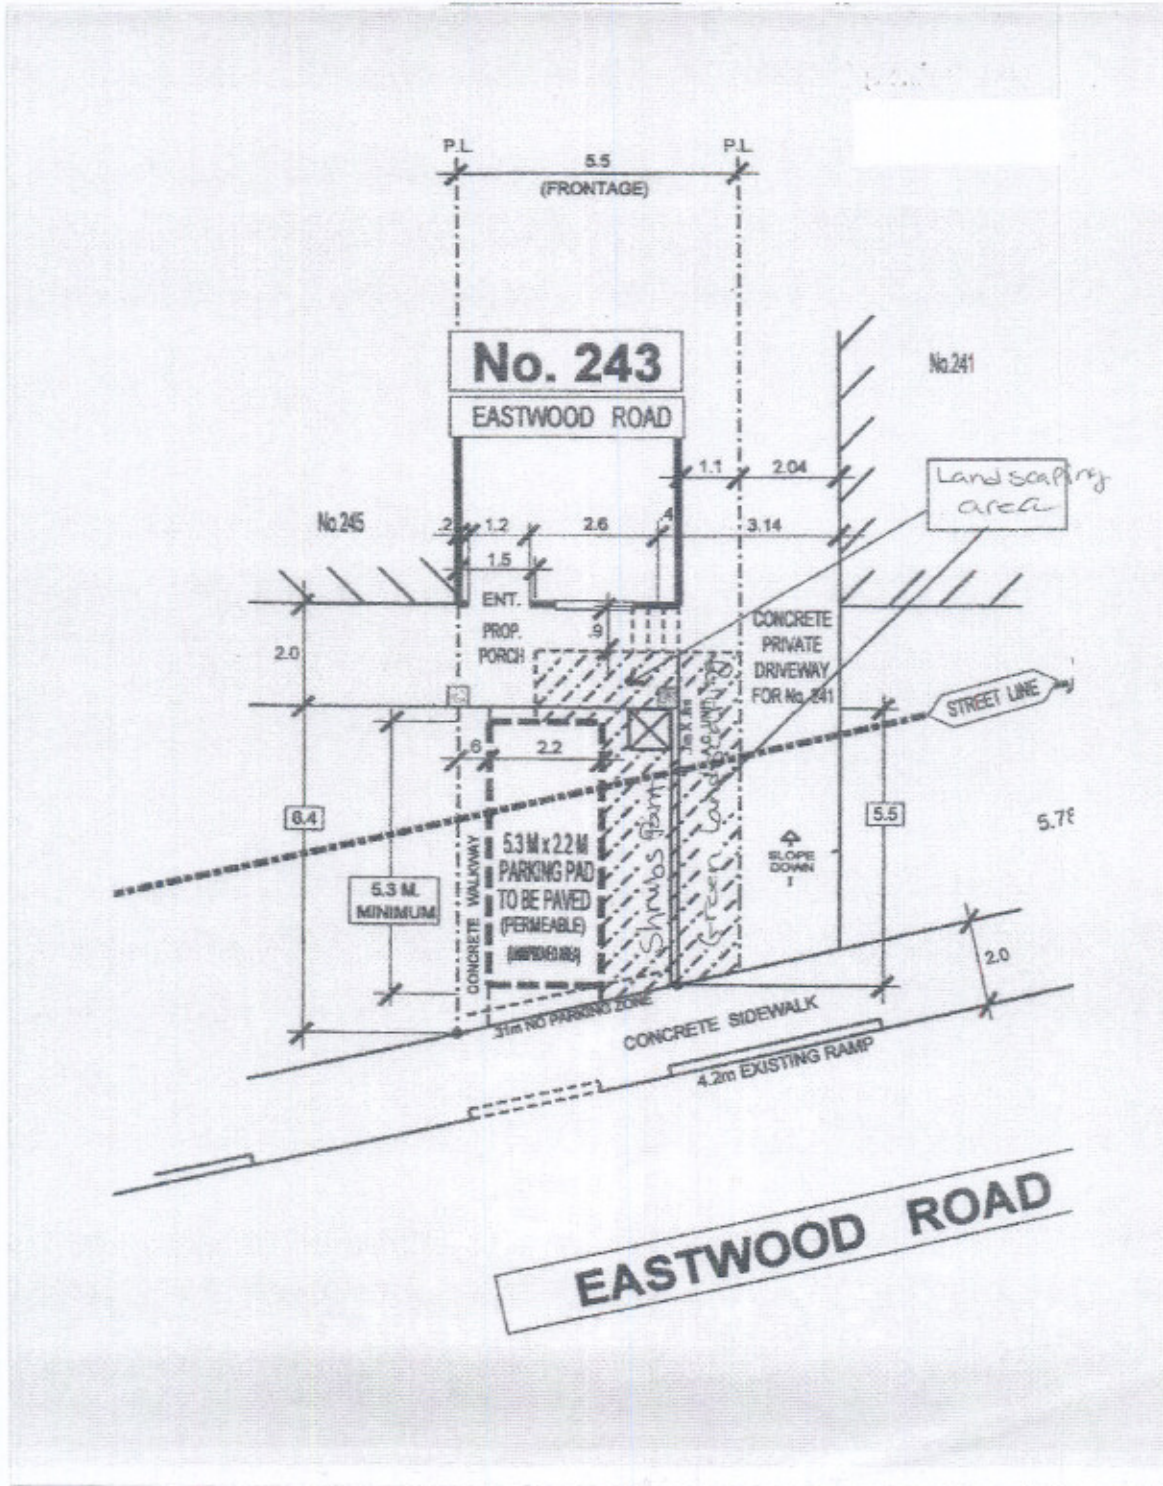 P.L.
P.L.
5.5
(FRONTAGE)
No. 243
EASTWOOD ROAD
No.241
1.1
2.04
Landscaping
area
No.245
.2
1.2
2.6
.4
3.14
1.5
ENT.
PROP.
PORCH
.9
2.0
CONCRETE
PRIVATE
DRIVEWAY
FOR No. 241
STREET LINE
.6
2.2
6.4
5.5
5.78
5.3 M x 2.2 M
PARKING PAD
TO BE PAVED
(PERMEABLE)
5.3 M.
MINIMUM
CONCRETE WALKWAY
Shrubs
Green Landscaping
SLOPE
DOWN
2.0
.31m NO PARKING ZONE
CONCRETE SIDEWALK
4.2m EXISTING RAMP
EASTWOOD ROAD